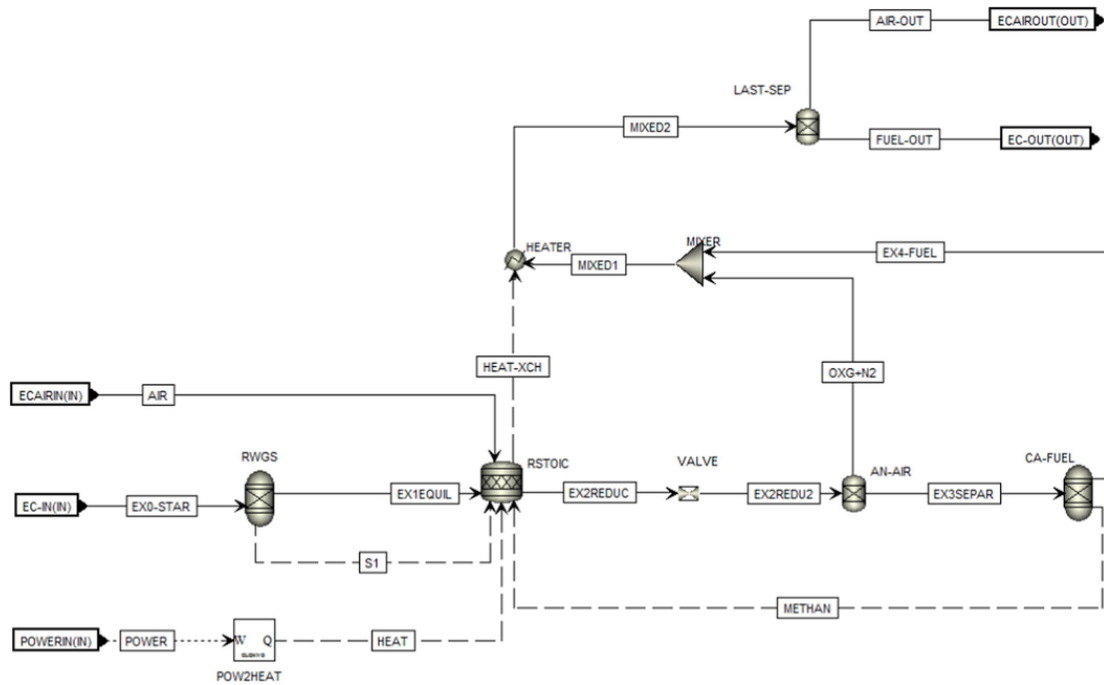 AIR-OUT
ECAIROUT(OUT)
LAST-SEP
MIXED2
FUEL-OUT
EC-OUT(OUT)
HEATER
MIXER
EX4-FUEL
MIXED1
HEAT-XCH
OXG+N2
ECAIRIN(IN)
AIR
RWGS
RSTOIC
VALVE
AN-AIR
CA-FUEL
EC-IN(IN)
EX0-STAR
EX1EQUIL
EX2REDUC
EX2REDU2
EX3SEPAR
S1
METHAN
POWERIN(IN)
POWER
W Q
HEAT
POW2HEAT